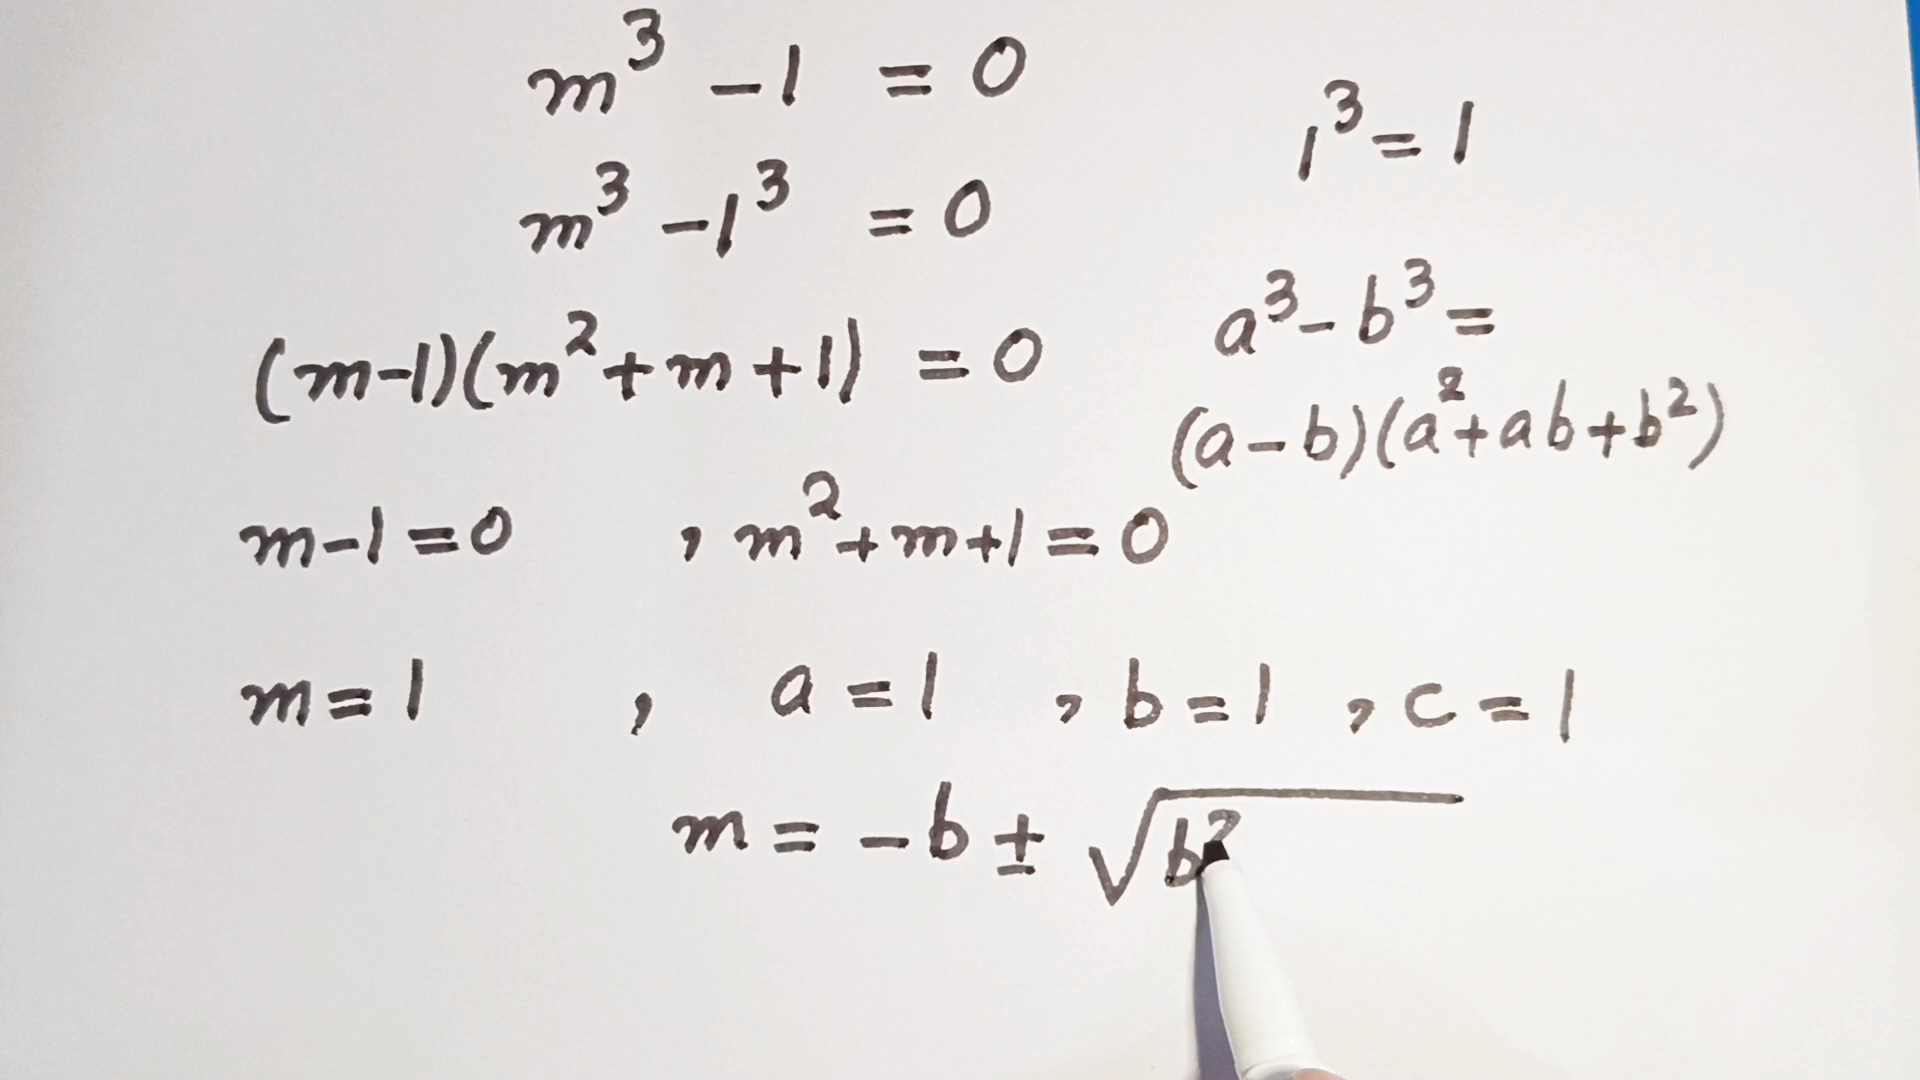 m³ - 1 = 0
1³ = 1
m³ - 1³ = 0
a³ - b³ =
(m-1)(m²+m+1) = 0
(a-b)(a²+ab+b²)
m-1=0 , m²+m+1=0
m=1 , a=1 , b=1 , c=1
m = -b ± √b²